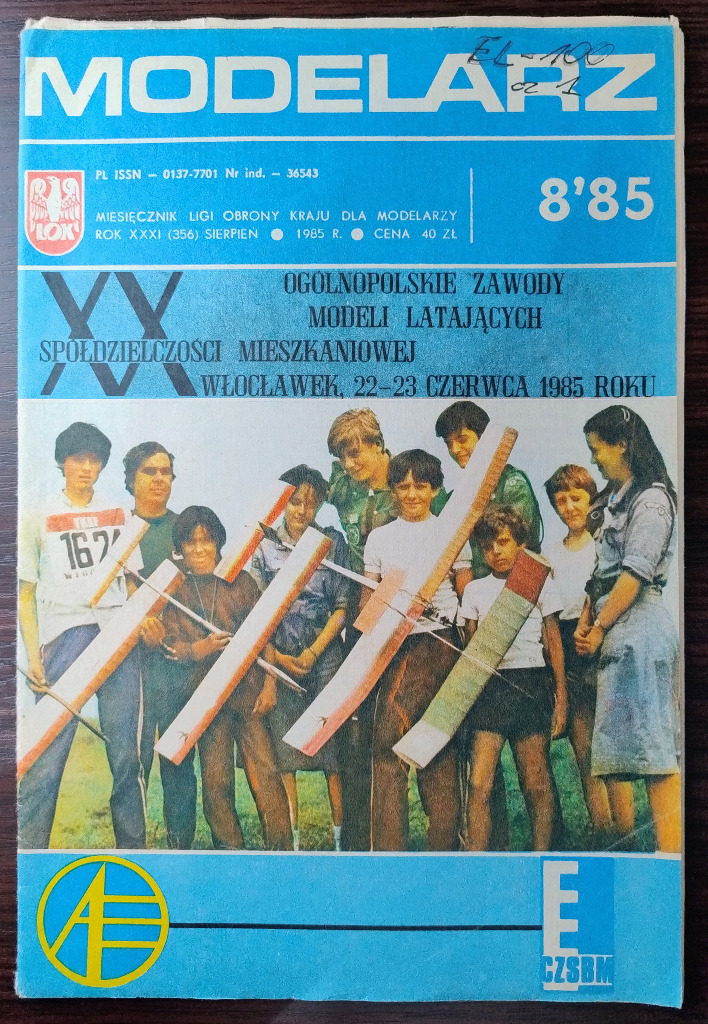 EL-100
a 1
MODELARZ
PL ISSN – 0137-7701 Nr ind. – 36543
LOK
MIESIĘCZNIK LIGI OBRONY KRAJU DLA MODELARZY
ROK XXXI (356) SIERPIEŃ ● 1985 R. ● CENA 40 ZŁ
8'85
XX
OGÓLNOPOLSKIE ZAWODY
MODELI LATAJĄCYCH
SPÓŁDZIELCZOŚCI MIESZKANIOWEJ
WŁOCŁAWEK, 22–23 CZERWCA 1985 ROKU
162
CZSBM